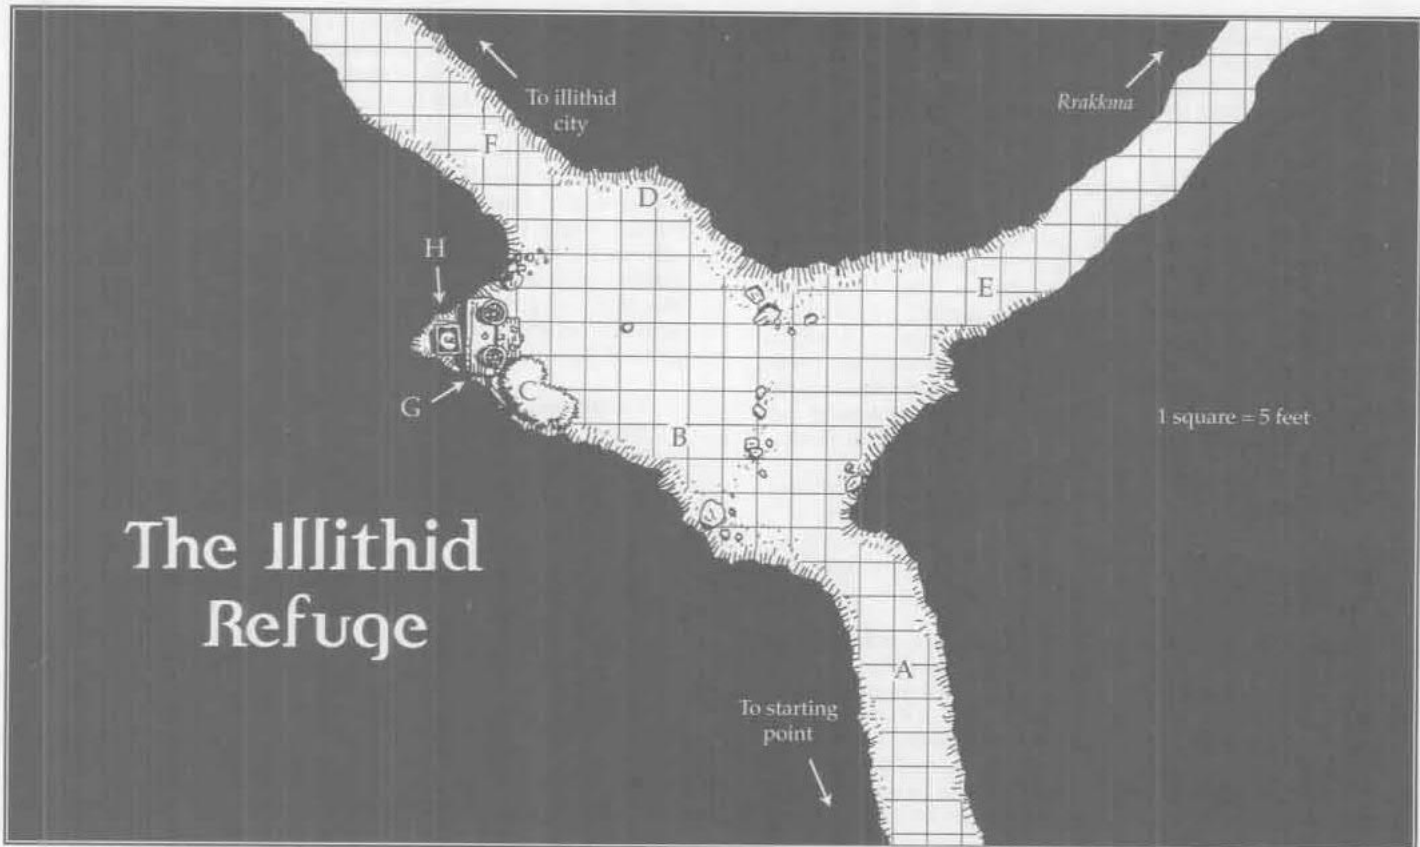 To illithid
city
Rrakkma
F
D
H
E
C
G
1 square = 5 feet
B
The Illithid
Refuge
A
To starting
point